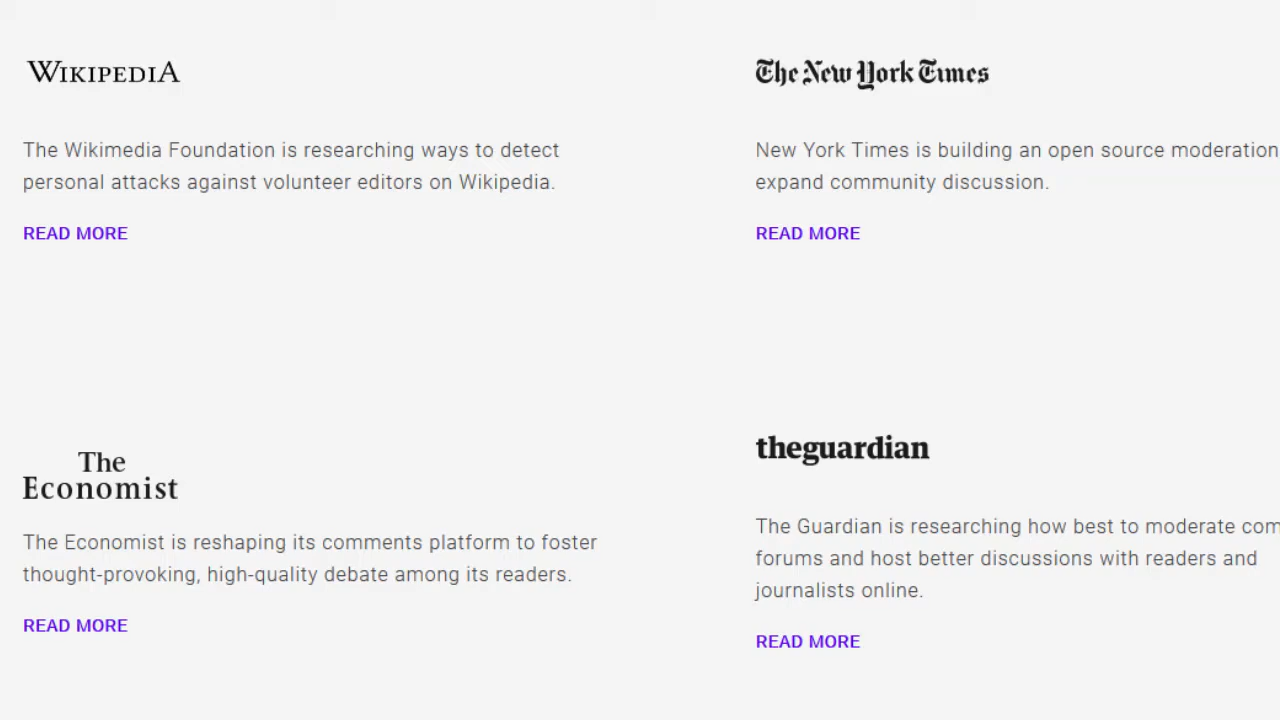 WIKIPEDIA
The Wikimedia Foundation is researching ways to detect
personal attacks against volunteer editors on Wikipedia.
READ MORE
The New York Times
New York Times is building an open source moderation
expand community discussion.
READ MORE
The
Economist
The Economist is reshaping its comments platform to foster
thought-provoking, high-quality debate among its readers.
READ MORE
theguardian
The Guardian is researching how best to moderate com
forums and host better discussions with readers and
journalists online.
READ MORE